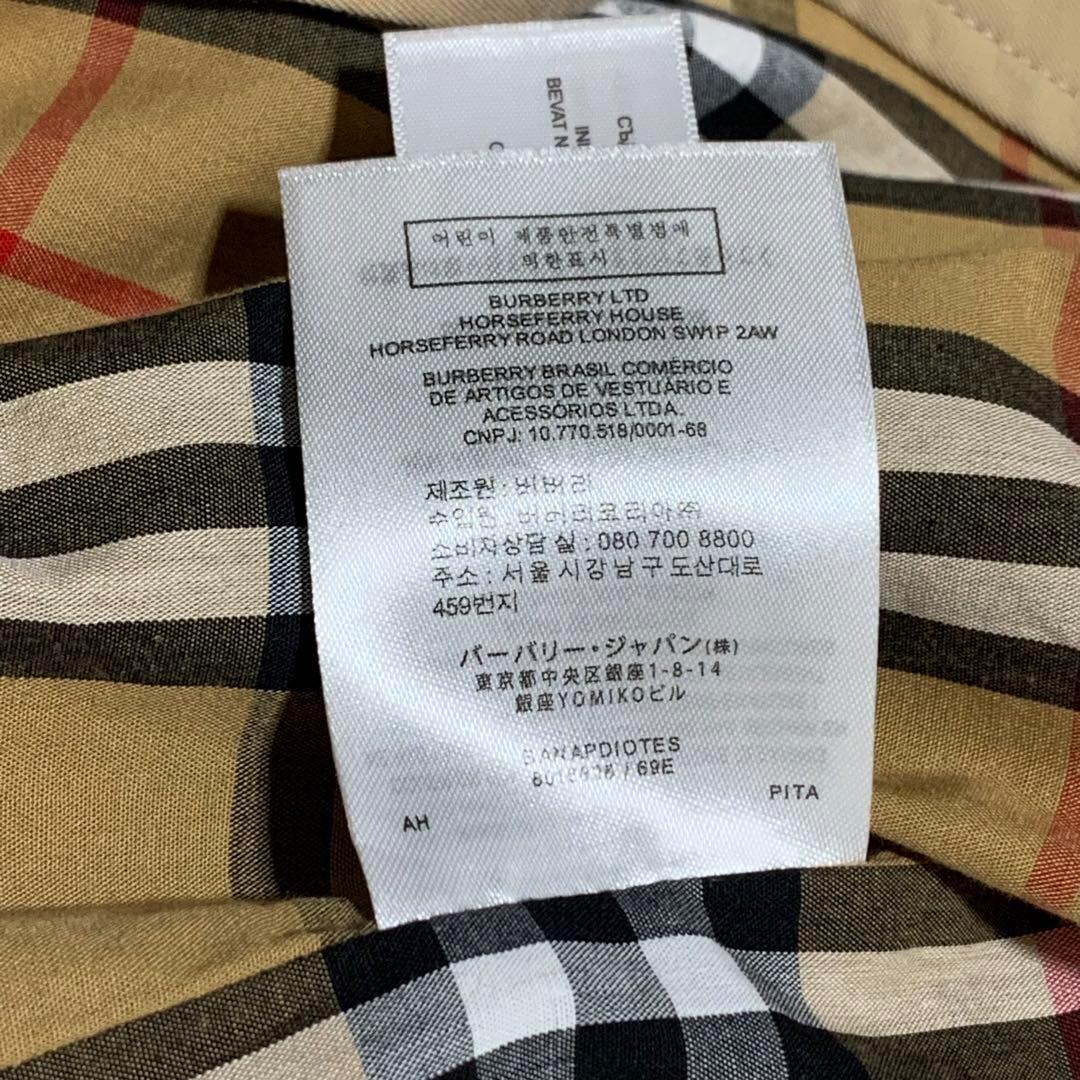 BEVAT N
어린이 제품안전특별법에
의한표시
BURBERRY LTD
HORSEFERRY HOUSE
HORSEFERRY ROAD LONDON SW1P 2AW
BURBERRY BRASIL COMÉRCIO
DE ARTIGOS DE VESTUÁRIO E
ACESSÓRIOS LTDA.
CNPJ: 10.770.518/0001-68
제조원 : 버버리
수입원 : 버버리코리아㈜
소비자상담 실 : 080 700 8800
주소 : 서울 시강 남 구 도산대로
459번지
バーバリー・ジャパン(株)
東京都中央区銀座1-8-14
銀座YOMIKOビル
/ 69E
PITA
AH